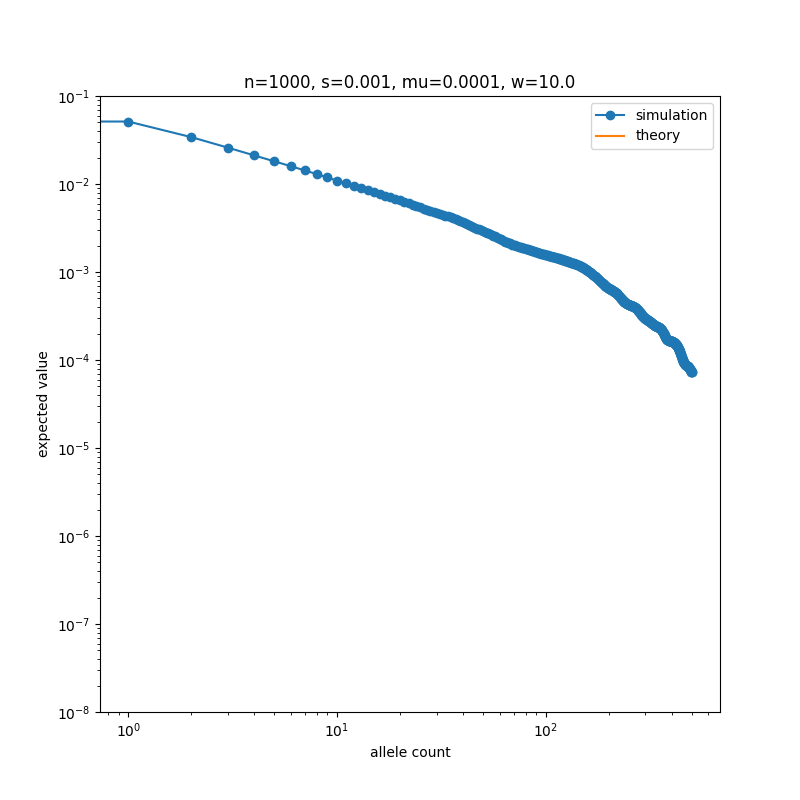 n=1000, s=0.001, mu=0.0001, w=10.0
simulation
theory
10⁻¹
10⁻²
10⁻³
10⁻⁴
10⁻⁵
10⁻⁶
10⁻⁷
10⁻⁸
expected value
10⁰
10¹
10²
allele count